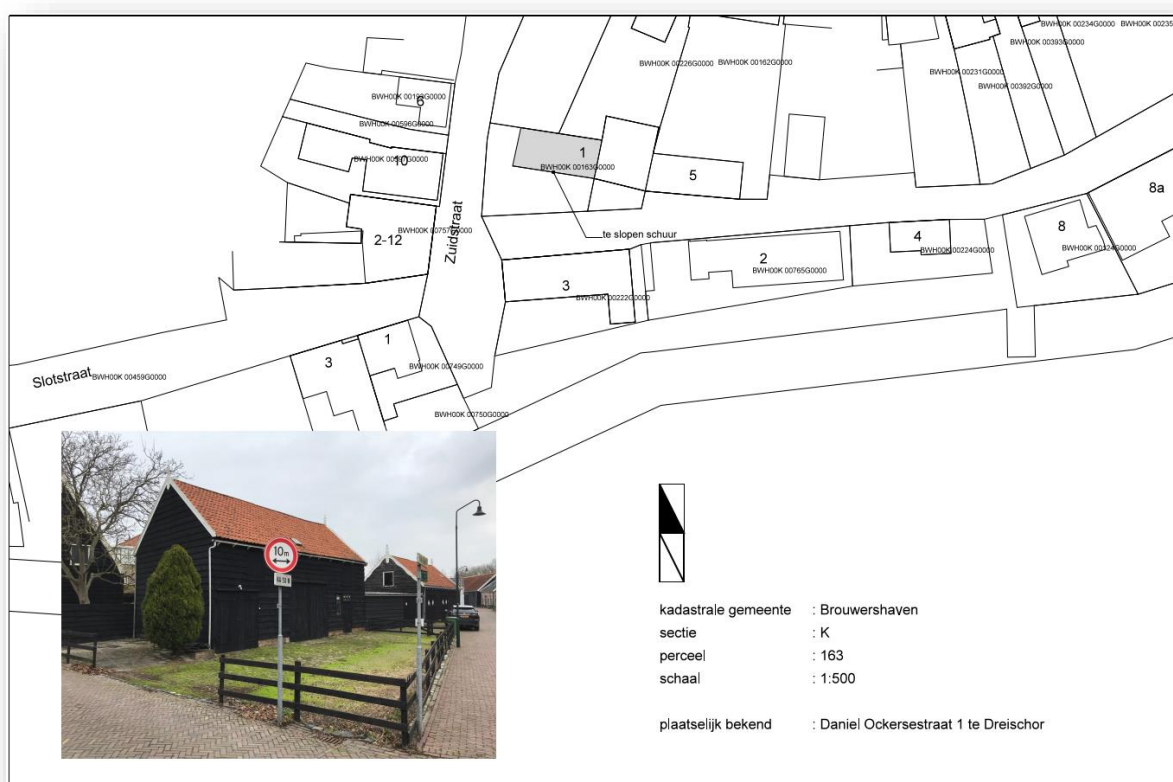 BWH00K 00234G0000
BWH00K 00235
BWH00K 00393G0000
BWH00K 00226G0000
BWH00K 00162G0000
BWH00K 00231G0000
BWH00K 00392G0000
6
BWH00K 00596G0000
10
1
BWH00K 00163G0000
5
8a
Zuidstraat
2-12
te slopen schuur
4
BWH00K 00224G0000
8
2
BWH00K 00765G0000
3
BWH00K 00222G0000
1
3
BWH00K 00749G0000
Slotstraat
BWH00K 00459G0000
BWH00K 00750G0000
10m
kadastrale gemeente : Brouwershaven
sectie : K
perceel : 163
schaal : 1:500
plaatselijk bekend : Daniel Ockersestraat 1 te Dreischor